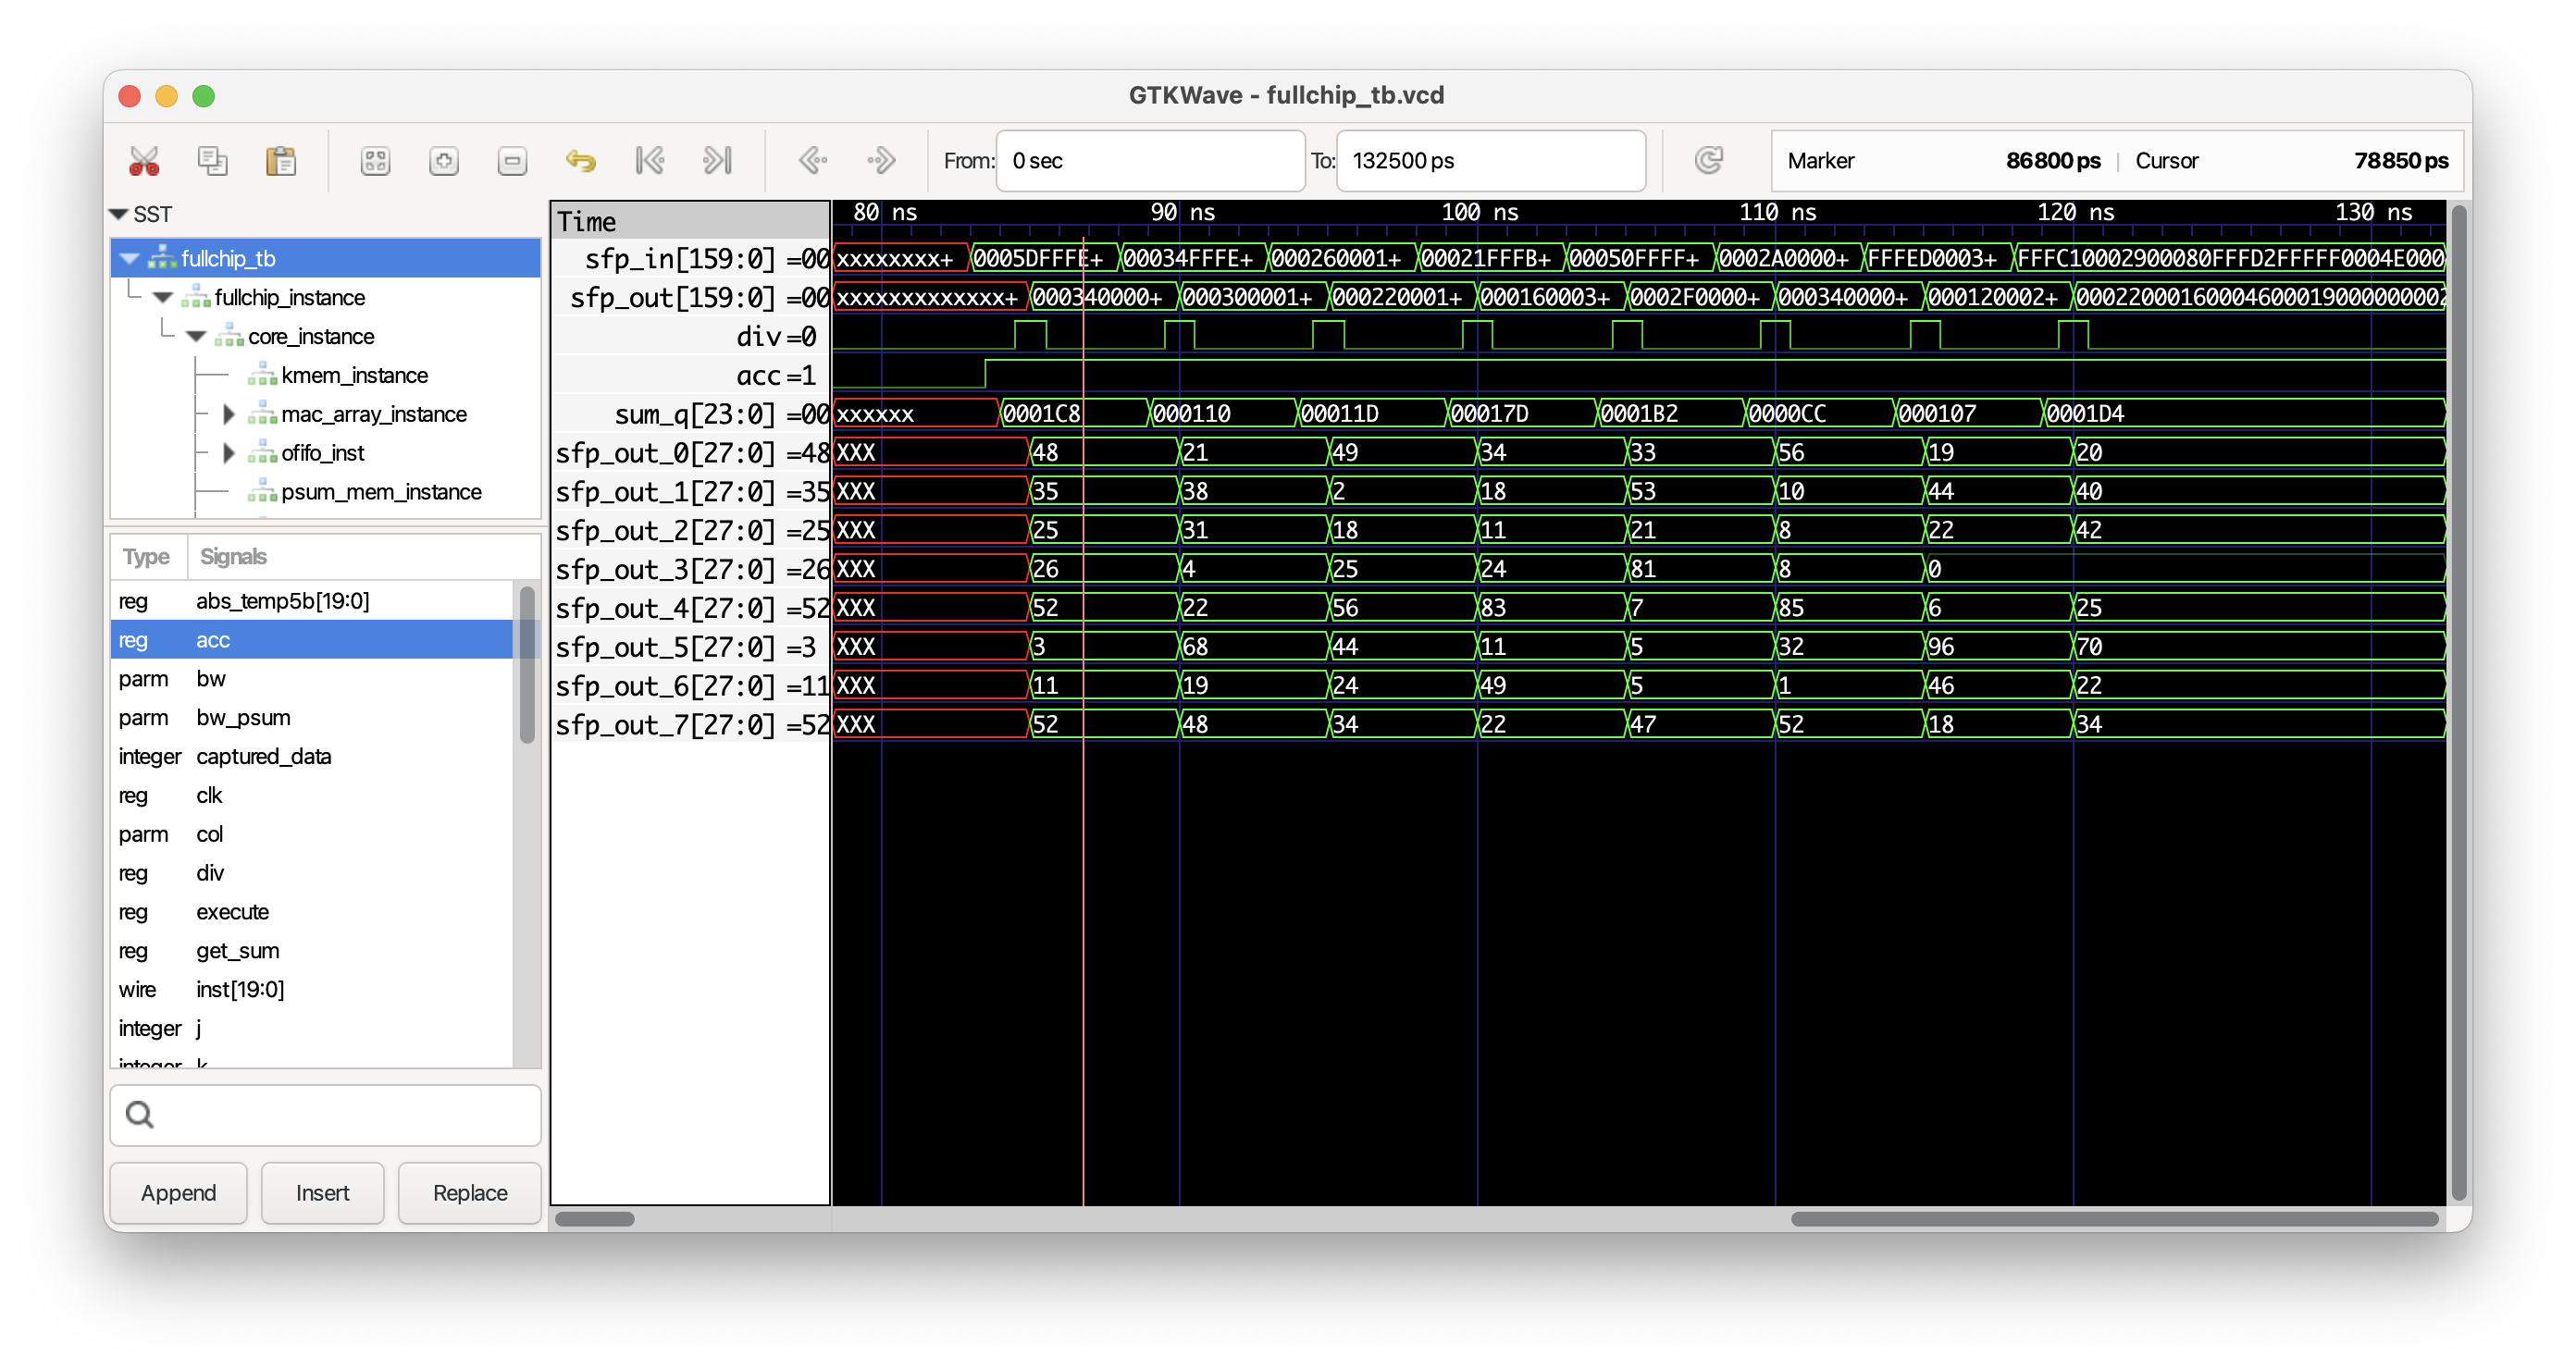 GTKWave - fullchip_tb.vcd
From: 0 sec To: 132500 ps Marker 86800 ps | Cursor 78850 ps
SST
fullchip_tb
fullchip_instance
core_instance
kmem_instance
mac_array_instance
ofifo_inst
psum_mem_instance
Type Signals
reg abs_temp5b[19:0]
reg acc
parm bw
parm bw_psum
integer captured_data
reg clk
parm col
reg div
reg execute
reg get_sum
wire inst[19:0]
integer j
integer k
Append Insert Replace
Time 80 ns 90 ns 100 ns 110 ns 120 ns 130 ns
sfp_in[159:0] =00 xxxxxxxx+ 0005DFFFE+ 00034FFFE+ 000260001+ 00021FFFB+ 00050FFFF+ 0002A0000+ FFFED0003+ FFFC10002900080FFFD2FFFFF0004E000
sfp_out[159:0] =00 xxxxxxxxxxxxx+ 000340000+ 000300001+ 000220001+ 000160003+ 0002F0000+ 000340000+ 000120002+ 0002200016000460001900000002
div =0
acc =1
sum_q[23:0] =00 xxxxxx 0001C8 000110 00011D 00017D 0001B2 0000CC 000107 0001D4
sfp_out_0[27:0] =48 XXX 48 21 49 34 33 56 19 20
sfp_out_1[27:0] =35 XXX 35 38 2 18 53 10 44 40
sfp_out_2[27:0] =25 XXX 25 31 18 11 21 8 22 42
sfp_out_3[27:0] =26 XXX 26 4 25 24 81 8 0
sfp_out_4[27:0] =52 XXX 52 22 56 83 7 85 6 25
sfp_out_5[27:0] =3 XXX 3 68 44 11 5 32 96 70
sfp_out_6[27:0] =11 XXX 11 19 24 49 5 1 46 22
sfp_out_7[27:0] =52 XXX 52 48 34 22 47 52 18 34